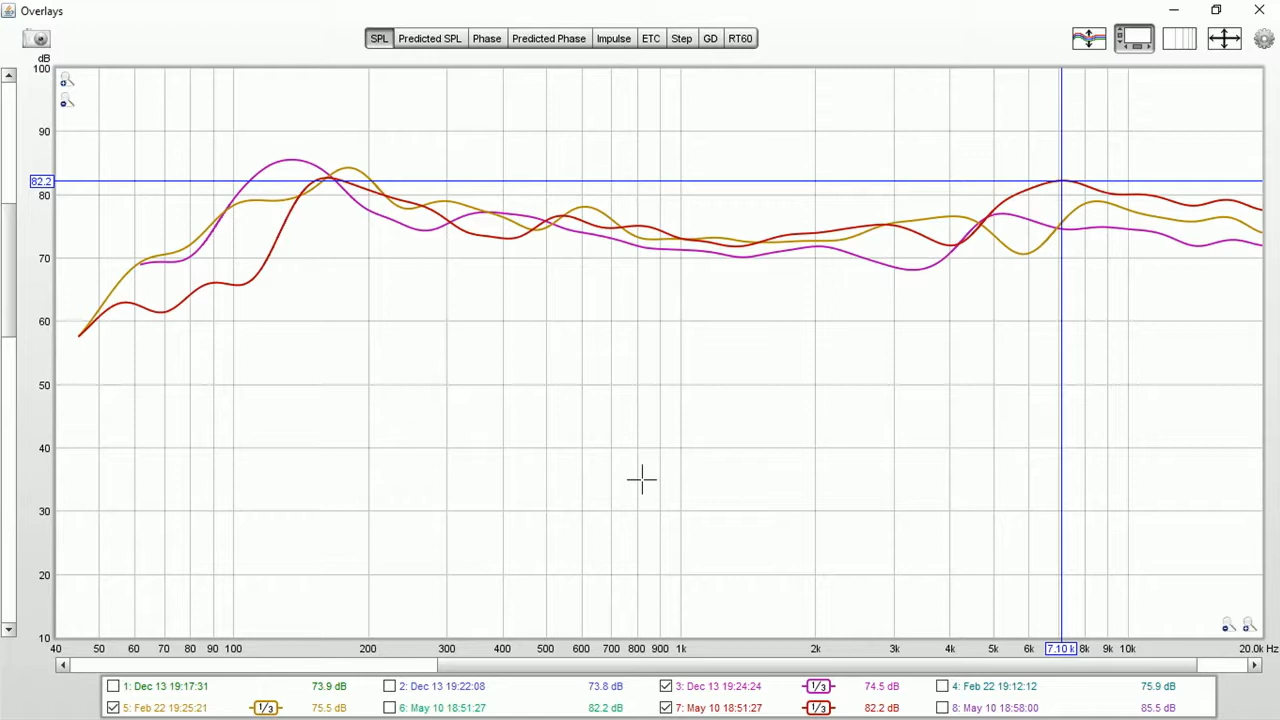 Overlays
SPL Predicted SPL Phase Predicted Phase Impulse ETC Step GD RT60
dB
100
90
82.2
80
70
60
50
40
30
20
10
40 50 60 70 80 90 100 200 300 400 500 600 700 800 900 1k 2k 3k 4k 5k 6k 7.10 k 8k 9k 10k 20.0k Hz
1: Dec 13 19:17:31 73.9 dB 2: Dec 13 19:22:08 73.8 dB 3: Dec 13 19:24:24 1/3 74.5 dB 4: Feb 22 19:12:12 75.9 dB
5: Feb 22 19:25:21 1/3 75.5 dB 6: May 10 18:51:27 82.2 dB 7: May 10 18:51:27 1/3 82.2 dB 8: May 10 18:58:00 85.5 dB